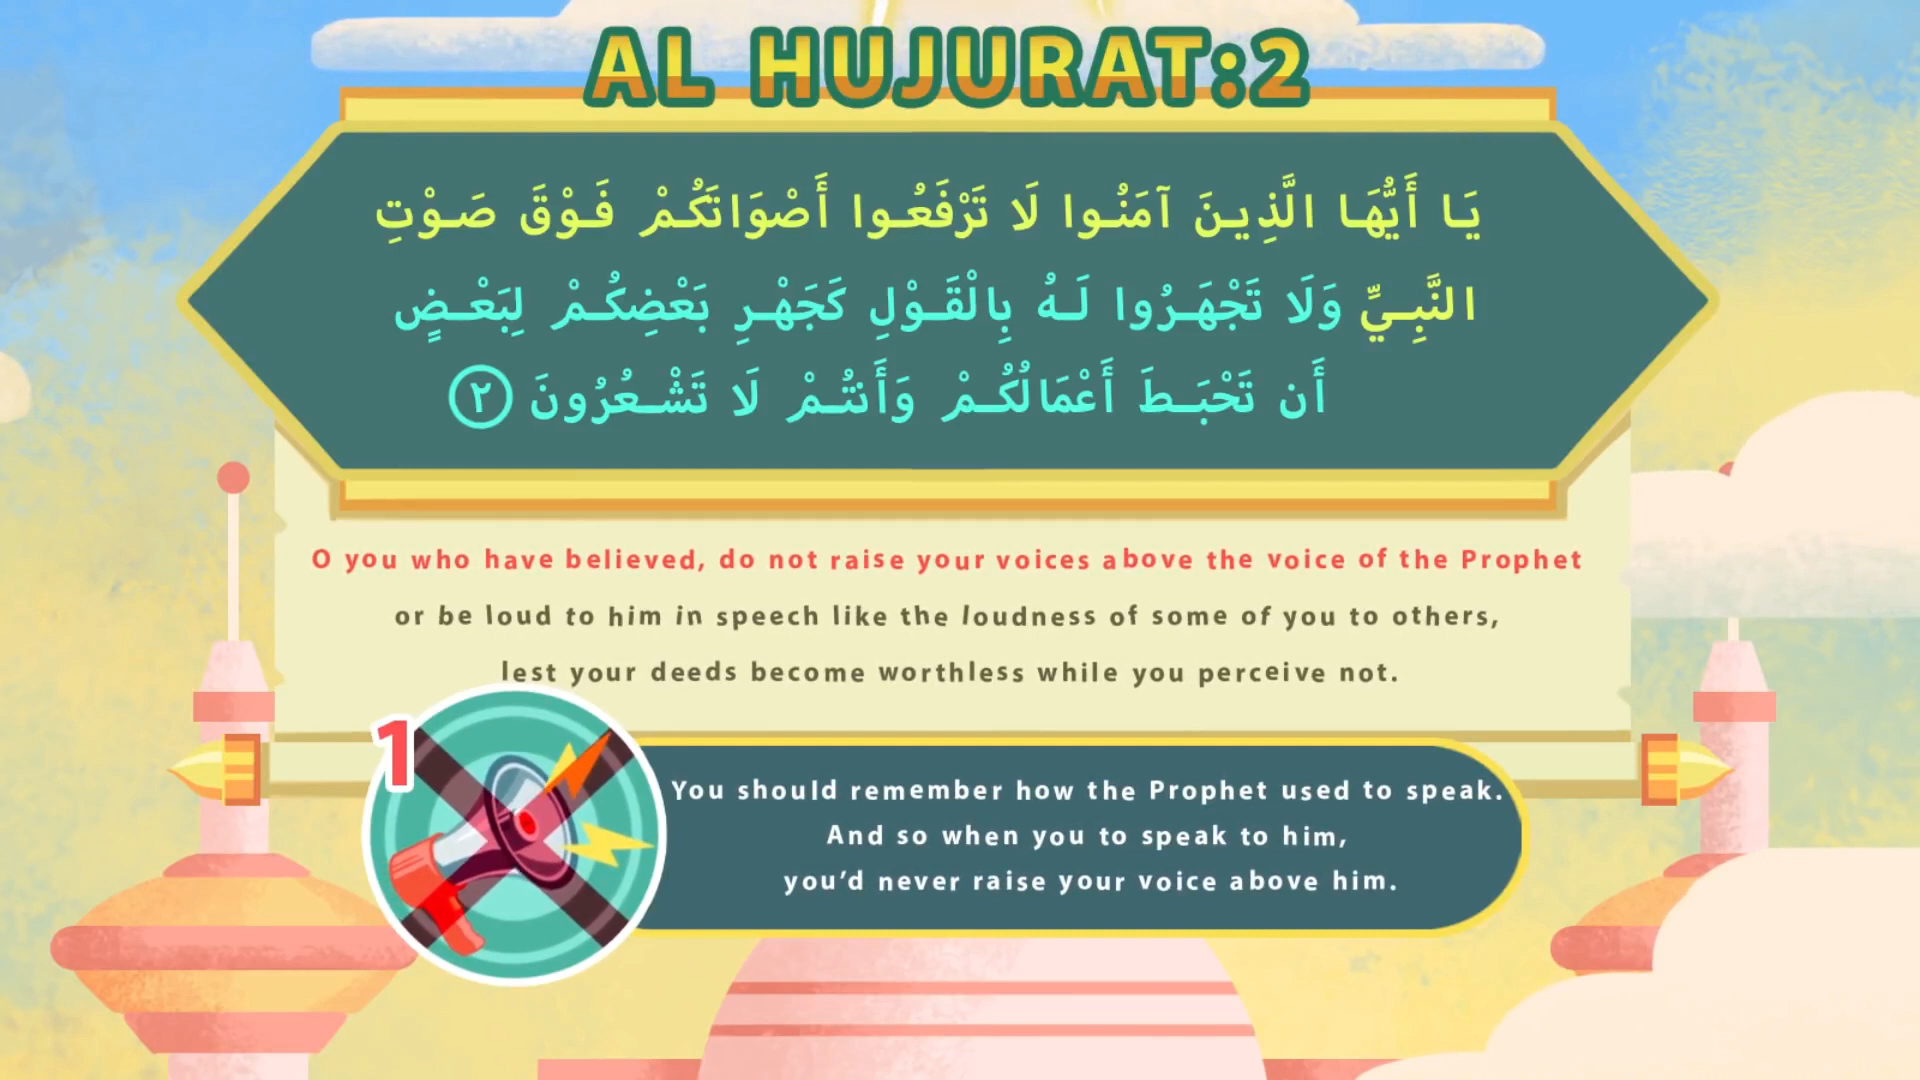 AL HUJURAT:2
يَا أَيُّهَا الَّذِينَ آمَنُوا لَا تَرْفَعُوا أَصْوَاتَكُمْ فَوْقَ صَوْتِ
النَّبِيِّ وَلَا تَجْهَرُوا لَهُ بِالْقَوْلِ كَجَهْرِ بَعْضِكُمْ لِبَعْضٍ
أَن تَحْبَطَ أَعْمَالُكُمْ وَأَنتُمْ لَا تَشْعُرُونَ ٢
O you who have believed, do not raise your voices above the voice of the Prophet
or be loud to him in speech like the loudness of some of you to others,
lest your deeds become worthless while you perceive not.
1
You should remember how the Prophet used to speak.
And so when you to speak to him,
you’d never raise your voice above him.